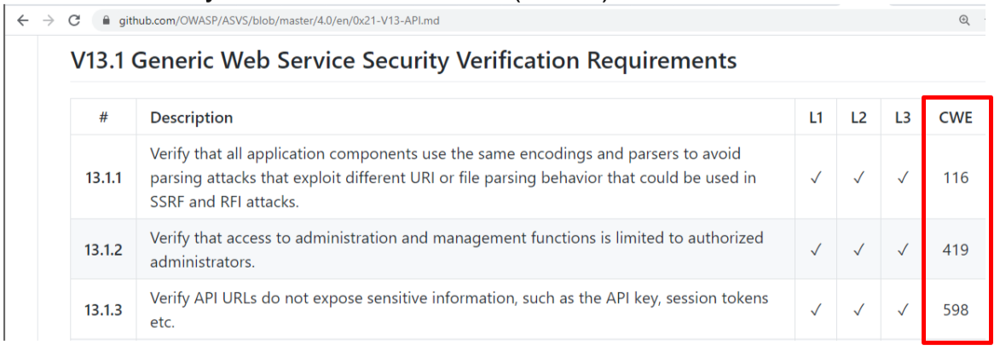 github.com/OWASP/ASVS/blob/master/4.0/en/0x21-V13-API.md
V13.1 Generic Web Service Security Verification Requirements
# Description L1 L2 L3 CWE
Verify that all application components use the same encodings and parsers to avoid
13.1.1 parsing attacks that exploit different URI or file parsing behavior that could be used in ✓ ✓ ✓ 116
SSRF and RFI attacks.
Verify that access to administration and management functions is limited to authorized
13.1.2 administrators. ✓ ✓ ✓ 419
Verify API URLs do not expose sensitive information, such as the API key, session tokens
13.1.3 etc. ✓ ✓ ✓ 598